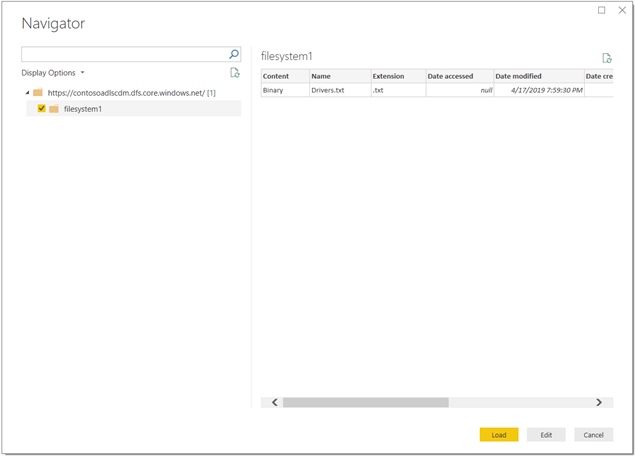 Navigator
Display Options
https://contosoadlscdm.dfs.core.windows.net/ [1]
filesystem1
filesystem1
Content Name Extension Date accessed Date modified Date cre
Binary Drivers.txt .txt null 4/17/2019 7:59:30 PM
Load Edit Cancel